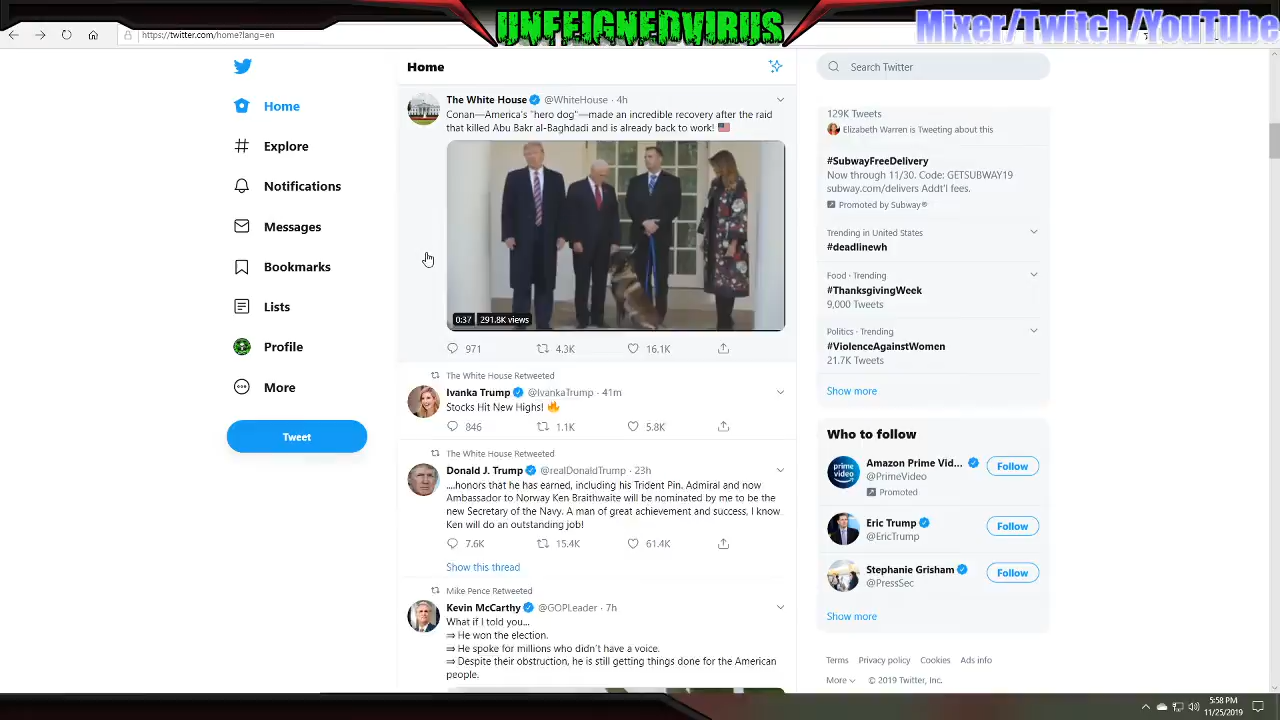 UNFEIGNEDVIRUS
Mixer/Twitch/YouTube
https://twitter.com/home?lang=en
Home
Explore
Notifications
Messages
Bookmarks
Lists
Profile
More
Tweet
Home
The White House @WhiteHouse · 4h
Conan—America's "hero dog"—made an incredible recovery after the raid
that killed Abu Bakr al-Baghdadi and is already back to work!
0:37 291.8K views
971 4.3K 16.1K
The White House Retweeted
Ivanka Trump @IvankaTrump · 41m
Stocks Hit New Highs!
846 1.1K 5.8K
The White House Retweeted
Donald J. Trump @realDonaldTrump · 23h
....honors that he has earned, including his Trident Pin. Admiral and now
Ambassador to Norway Ken Braithwaite will be nominated by me to be the
new Secretary of the Navy. A man of great achievement and success, I know
Ken will do an outstanding job!
7.6K 15.4K 61.4K
Show this thread
Mike Pence Retweeted
Kevin McCarthy @GOPLeader · 7h
What if I told you...
⇒ He won the election.
⇒ He spoke for millions who didn't have a voice.
⇒ Despite their obstruction, he is still getting things done for the American
people.
Search Twitter
129K Tweets
Elizabeth Warren is Tweeting about this
#SubwayFreeDelivery
Now through 11/30. Code: GETSUBWAY19
subway.com/delivers Addt'l fees.
Promoted by Subway®
Trending in United States
#deadlinewh
Food · Trending
#ThanksgivingWeek
9,000 Tweets
Politics · Trending
#ViolenceAgainstWomen
21.7K Tweets
Show more
Who to follow
Amazon Prime Vid...
@PrimeVideo
Promoted
Follow
Eric Trump
@EricTrump
Follow
Stephanie Grisham
@PressSec
Follow
Show more
Terms Privacy policy Cookies Ads info
More © 2019 Twitter, Inc.
5:58 PM
11/25/2019